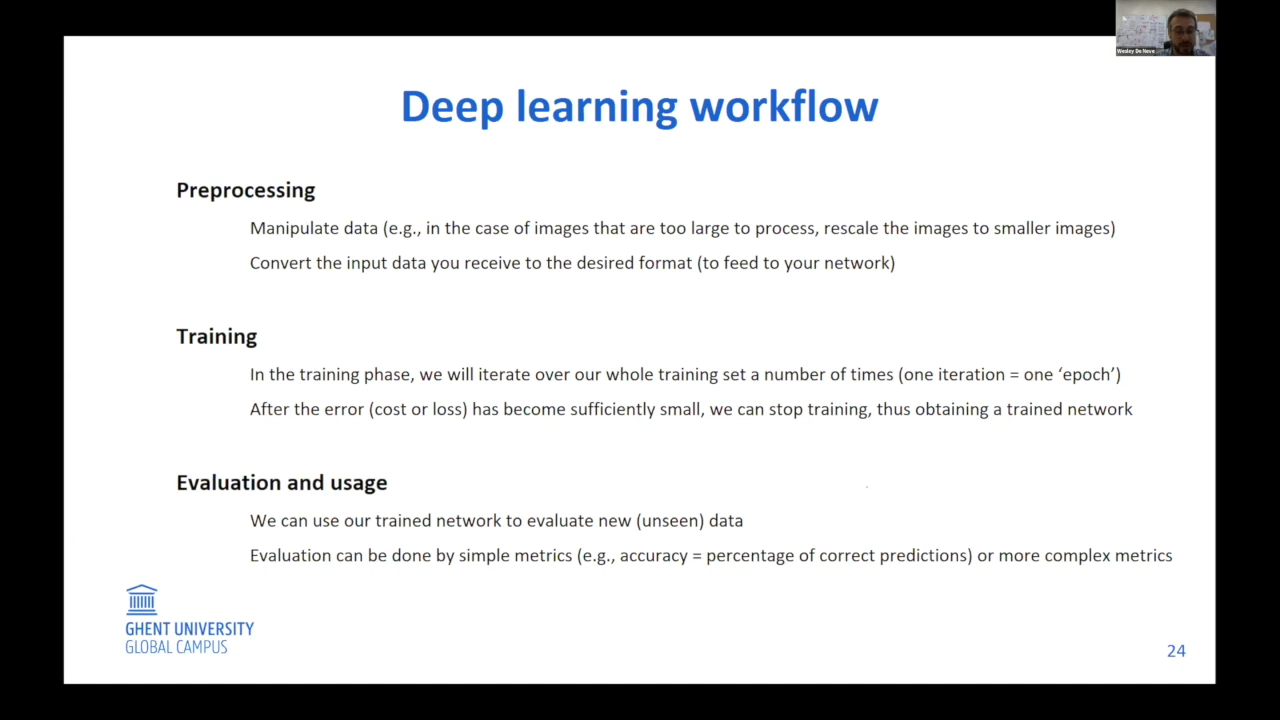 Wesley De Neve
Deep learning workflow
Preprocessing
Manipulate data (e.g., in the case of images that are too large to process, rescale the images to smaller images)
Convert the input data you receive to the desired format (to feed to your network)
Training
In the training phase, we will iterate over our whole training set a number of times (one iteration = one ‘epoch’)
After the error (cost or loss) has become sufficiently small, we can stop training, thus obtaining a trained network
Evaluation and usage
We can use our trained network to evaluate new (unseen) data
Evaluation can be done by simple metrics (e.g., accuracy = percentage of correct predictions) or more complex metrics
GHENT UNIVERSITY
GLOBAL CAMPUS
24